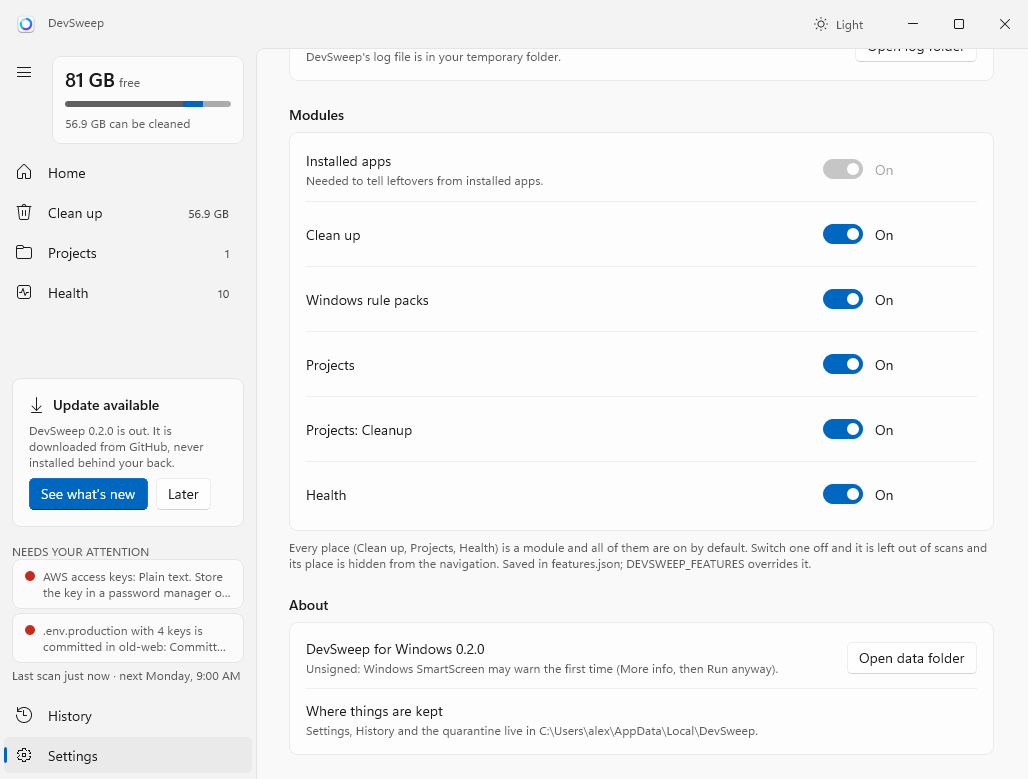 DevSweep
Light
81 GB free
56.9 GB can be cleaned
Home
Clean up 56.9 GB
Projects 1
Health 10
Update available
DevSweep 0.2.0 is out. It is
downloaded from GitHub, never
installed behind your back.
See what's new
Later
NEEDS YOUR ATTENTION
AWS access keys: Plain text. Store
the key in a password manager o...
.env.production with 4 keys is
committed in old-web: Committ...
Last scan just now · next Monday, 9:00 AM
History
Settings
DevSweep's log file is in your temporary folder.
Open log folder
Modules
Installed apps
Needed to tell leftovers from installed apps.
On
Clean up
On
Windows rule packs
On
Projects
On
Projects: Cleanup
On
Health
On
Every place (Clean up, Projects, Health) is a module and all of them are on by default. Switch one off and it is left out of scans and
its place is hidden from the navigation. Saved in features.json; DEVSWEEP_FEATURES overrides it.
About
DevSweep for Windows 0.2.0
Unsigned: Windows SmartScreen may warn the first time (More info, then Run anyway).
Open data folder
Where things are kept
Settings, History and the quarantine live in C:\Users\alex\AppData\Local\DevSweep.